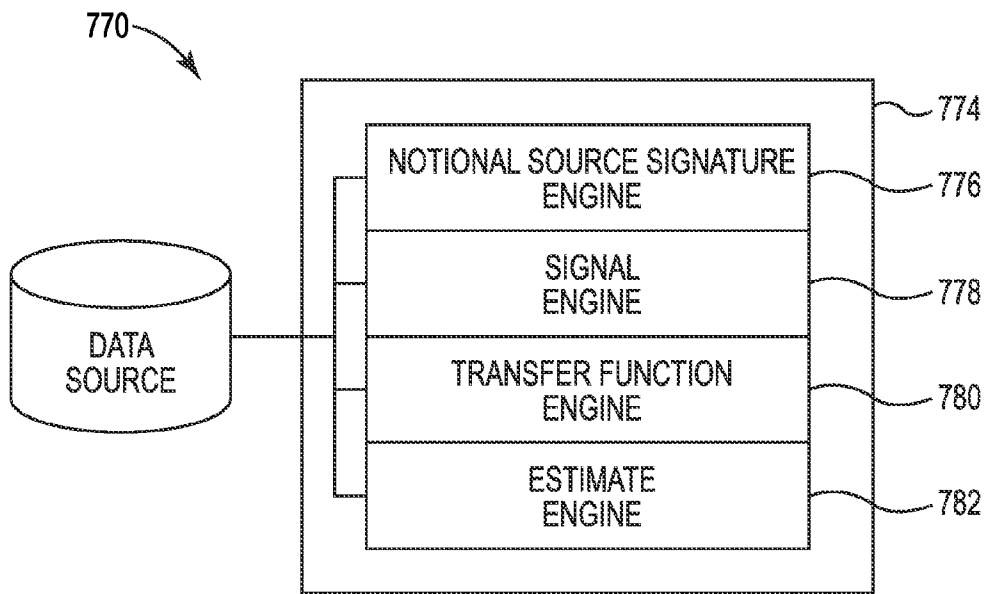 770
774
NOTIONAL SOURCE SIGNATURE
ENGINE
776
SIGNAL
ENGINE
778
DATA
SOURCE
TRANSFER FUNCTION
ENGINE
780
ESTIMATE
ENGINE
782